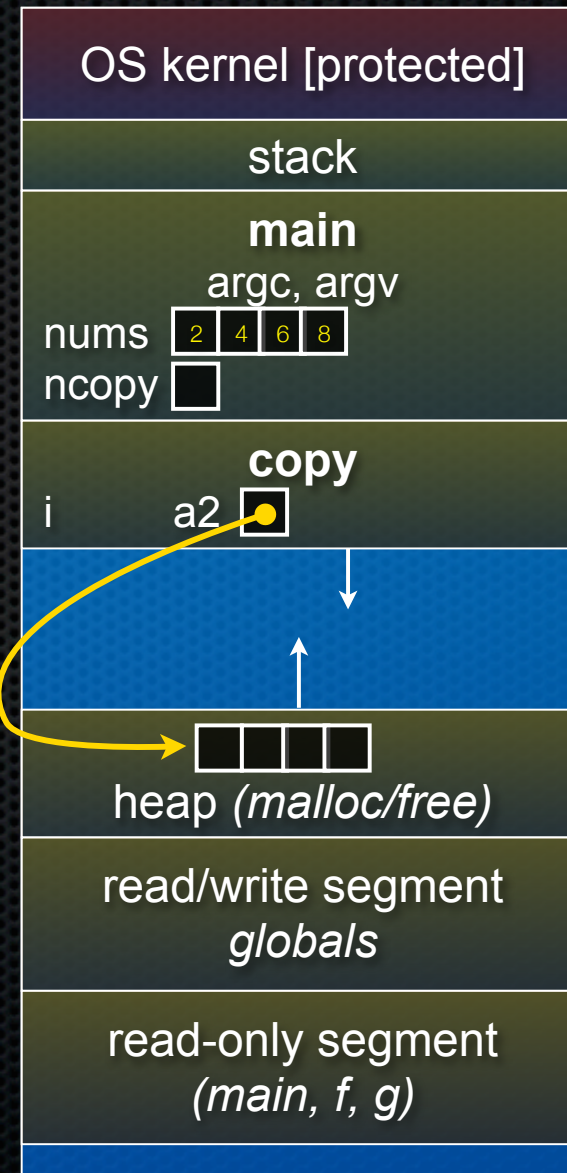 OS kernel [protected]
stack
main
argc, argv
nums 2 4 6 8
ncopy
copy
i a2
heap (malloc/free)
read/write segment
globals
read-only segment
(main, f, g)